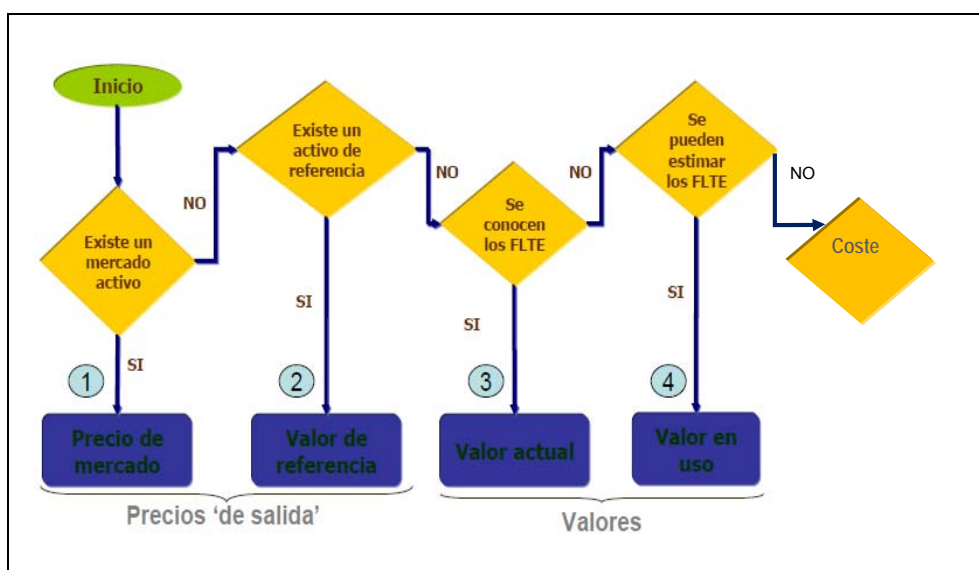 Inicio
Existe un
mercado
activo
NO
SI
1
Precio de
mercado
Existe un
activo de
referencia
NO
SI
2
Valor de
referencia
Precios ‘de salida’
Se
conocen
los FLTE
NO
SI
3
Valor actual
Se
pueden
estimar
los FLTE
NO
SI
4
Valor en
uso
Valores
Coste